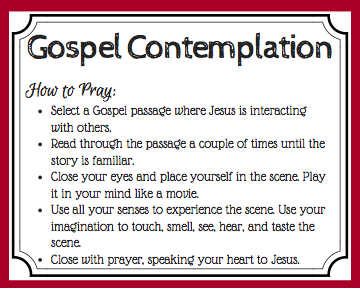 Gospel Contemplation
How to Pray:
• Select a Gospel passage where Jesus is interacting
with others.
• Read through the passage a couple of times until the
story is familiar.
• Close your eyes and place yourself in the scene. Play
it in your mind like a movie.
• Use all your senses to experience the scene. Use your
imagination to touch, smell, see, hear, and taste the
scene.
• Close with prayer, speaking your heart to Jesus.